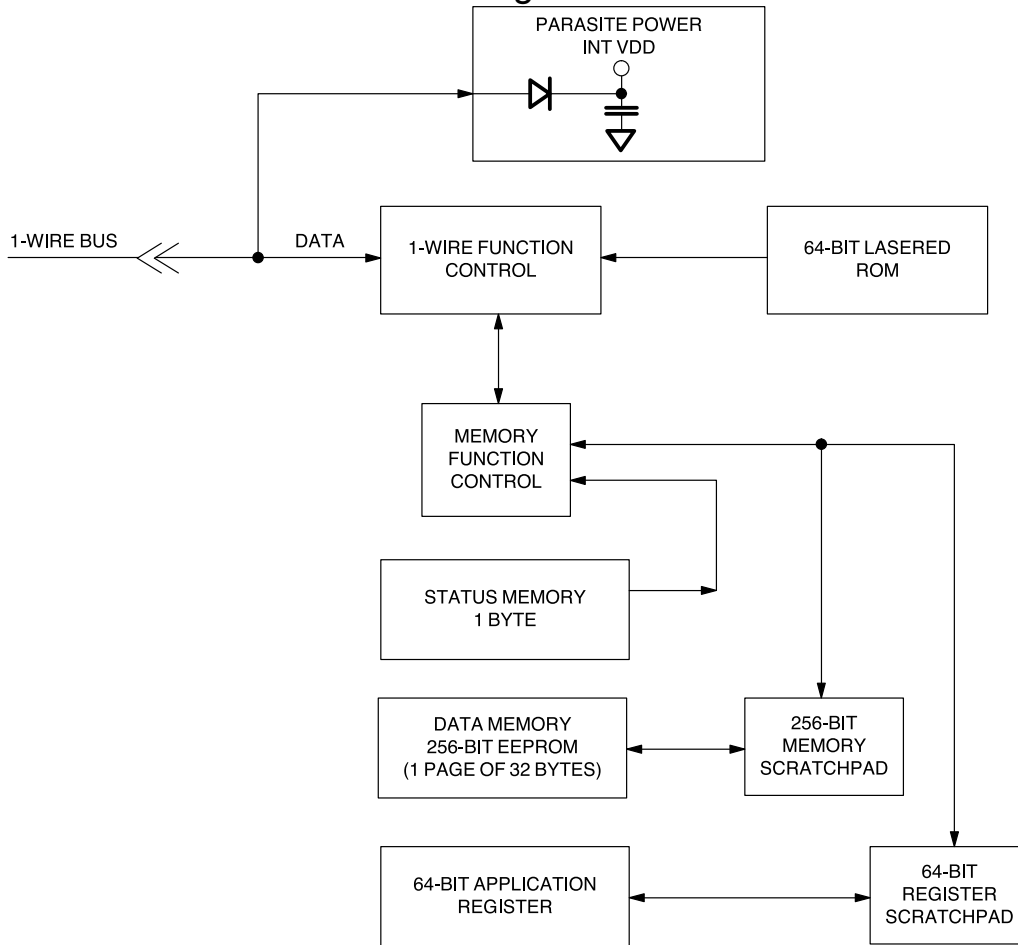 PARASITE POWER
INT VDD
1-WIRE BUS
DATA
1-WIRE FUNCTION
CONTROL
64-BIT LASERED
ROM
MEMORY
FUNCTION
CONTROL
STATUS MEMORY
1 BYTE
DATA MEMORY
256-BIT EEPROM
(1 PAGE OF 32 BYTES)
256-BIT
MEMORY
SCRATCHPAD
64-BIT APPLICATION
REGISTER
64-BIT
REGISTER
SCRATCHPAD